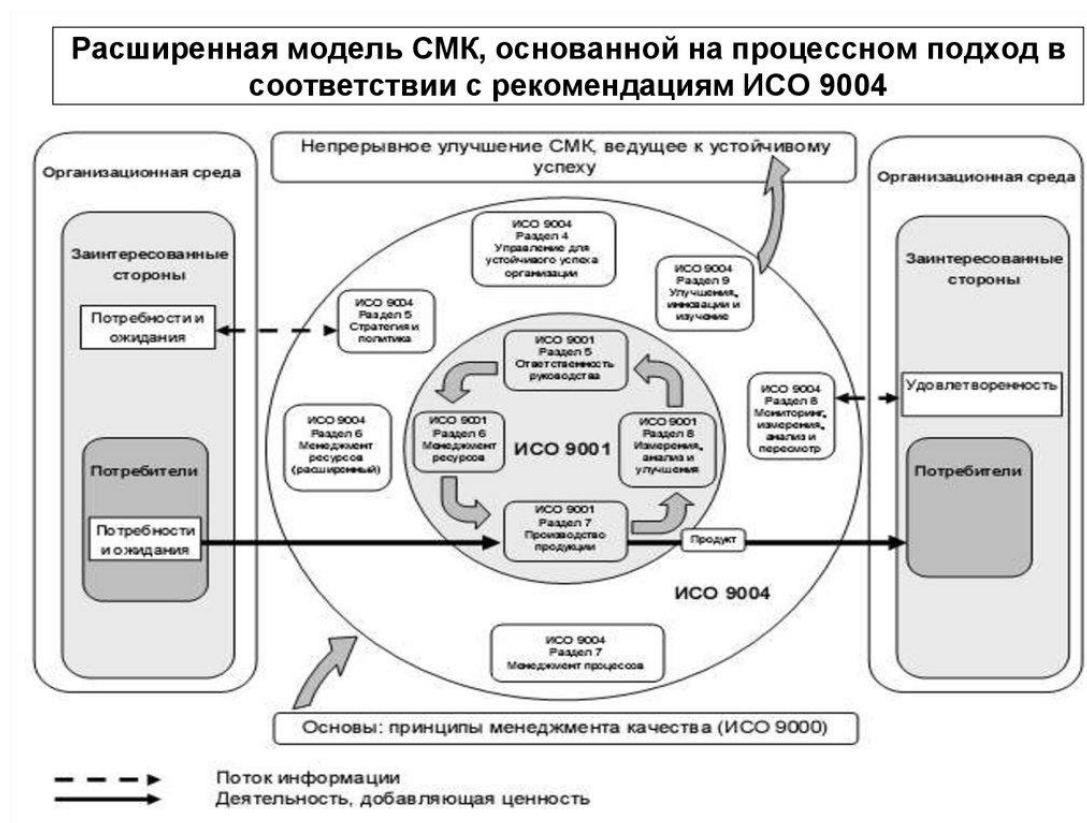 Расширенная модель СМК, основанной на процессном подход в
соответствии с рекомендациям ИСО 9004
Непрерывное улучшение СМК, ведущее к устойчивому
успеху
Организационная среда
Заинтересованные
стороны
Потребности и
ожидания
Потребители
Потребности
и ожидания
ИСО 9004
Раздел 4
Управление для
устойчивого успеха
организации
ИСО 9004
Раздел 9
Улучшения,
инновации и
изучение
ИСО 9004
Раздел 5
Стратегия и
политика
ИСО 9001
Раздел 5
Ответственность
руководства
ИСО 9004
Раздел 8
Мониторинг,
измерения,
анализ и
пересмотр
ИСО 9004
Раздел 6
Менеджмент
ресурсов
(расширенный)
ИСО 9001
Раздел 6
Менеджмент
ресурсов
ИСО 9001
ИСО 9001
Раздел 8
Измерения,
анализ и
улучшения
ИСО 9001
Раздел 7
Производство
продукции
Продукт
ИСО 9004
ИСО 9004
Раздел 7
Менеджмент процессов
Организационная среда
Заинтересованные
стороны
Удовлетворенность
Потребители
Основы: принципы менеджмента качества (ИСО 9000)
Поток информации
Деятельность, добавляющая ценность